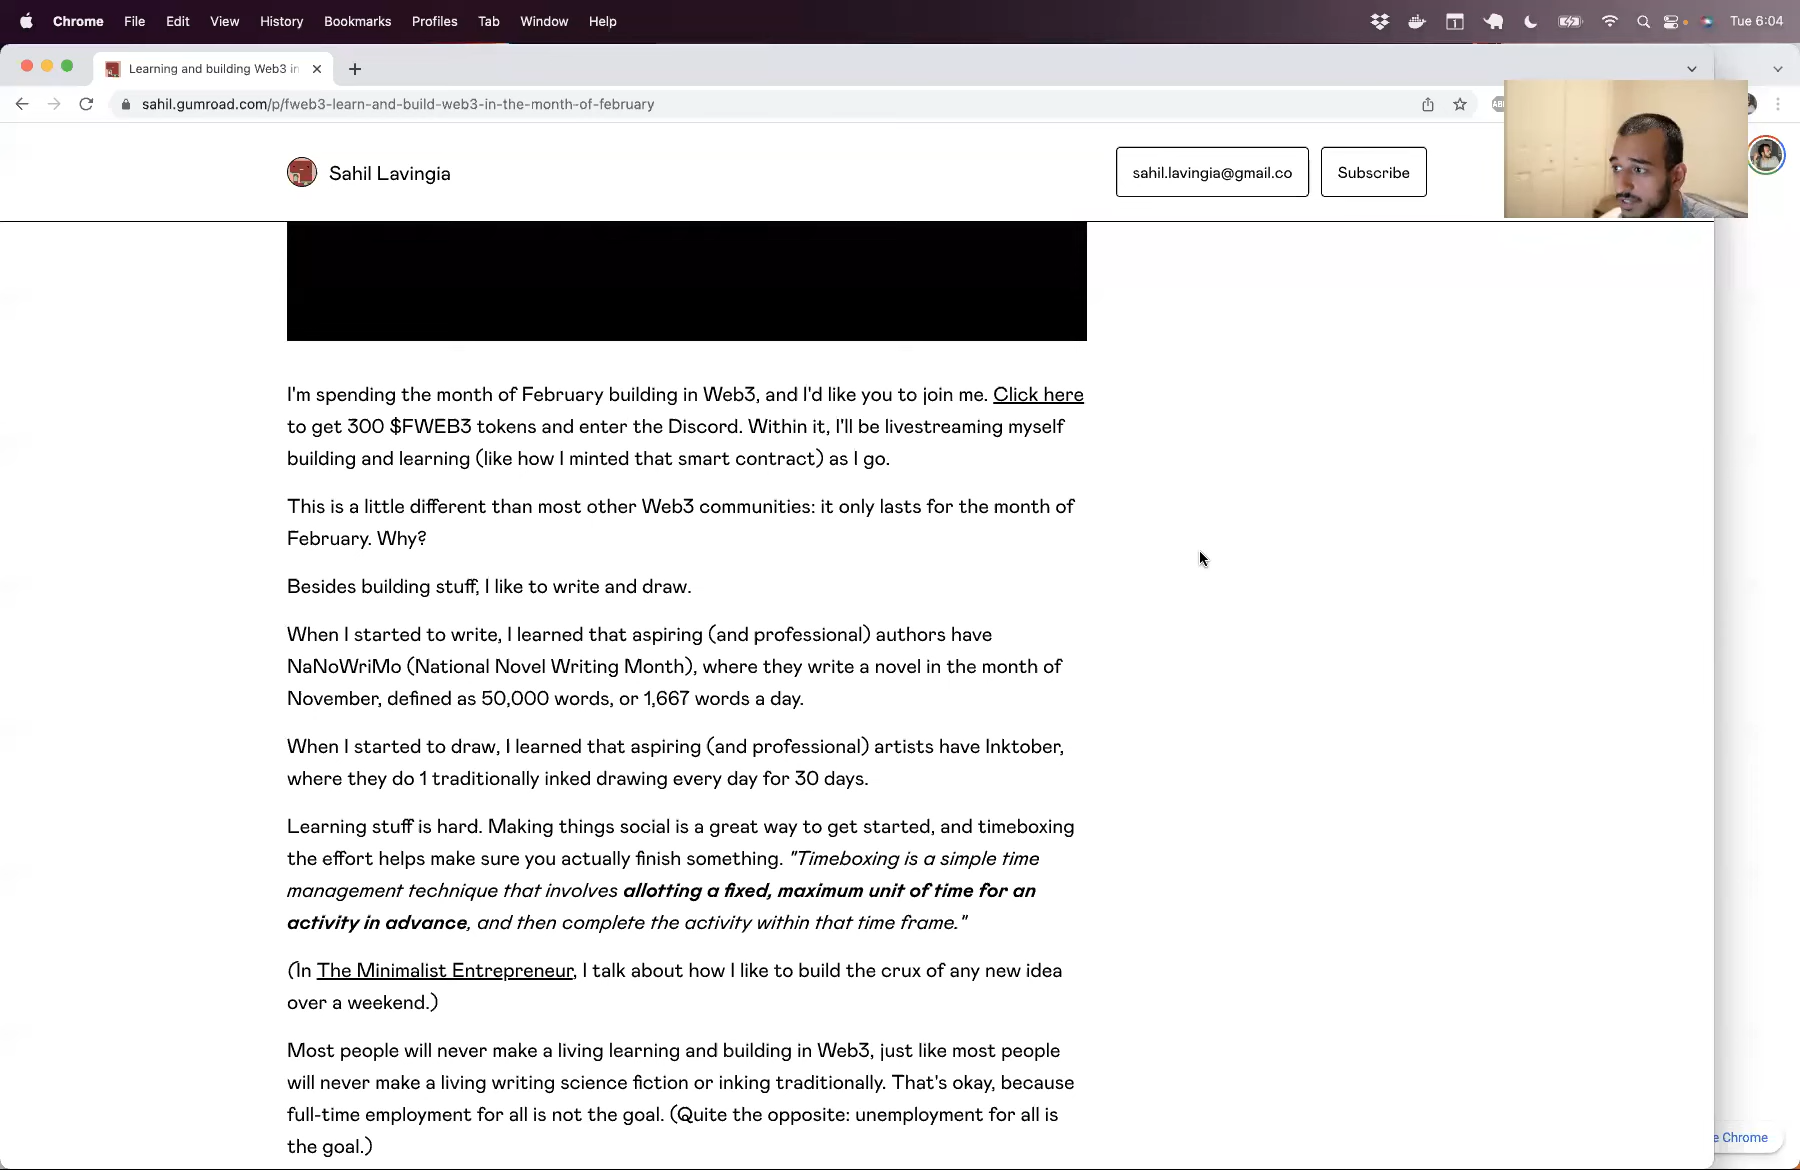 Chrome File Edit View History Bookmarks Profiles Tab Window Help
1
Tue 6:04
Learning and building Web3 in
sahil.gumroad.com/p/fweb3-learn-and-build-web3-in-the-month-of-february
Sahil Lavingia
sahil.lavingia@gmail.co
Subscribe
I'm spending the month of February building in Web3, and I'd like you to join me. Click here
to get 300 $FWEB3 tokens and enter the Discord. Within it, I'll be livestreaming myself
building and learning (like how I minted that smart contract) as I go.
This is a little different than most other Web3 communities: it only lasts for the month of
February. Why?
Besides building stuff, I like to write and draw.
When I started to write, I learned that aspiring (and professional) authors have
NaNoWriMo (National Novel Writing Month), where they write a novel in the month of
November, defined as 50,000 words, or 1,667 words a day.
When I started to draw, I learned that aspiring (and professional) artists have Inktober,
where they do 1 traditionally inked drawing every day for 30 days.
Learning stuff is hard. Making things social is a great way to get started, and timeboxing
the effort helps make sure you actually finish something. "Timeboxing is a simple time
management technique that involves allotting a fixed, maximum unit of time for an
activity in advance, and then complete the activity within that time frame."
(In The Minimalist Entrepreneur, I talk about how I like to build the crux of any new idea
over a weekend.)
Most people will never make a living learning and building in Web3, just like most people
will never make a living writing science fiction or inking traditionally. That's okay, because
full-time employment for all is not the goal. (Quite the opposite: unemployment for all is
the goal.)
e Chrome